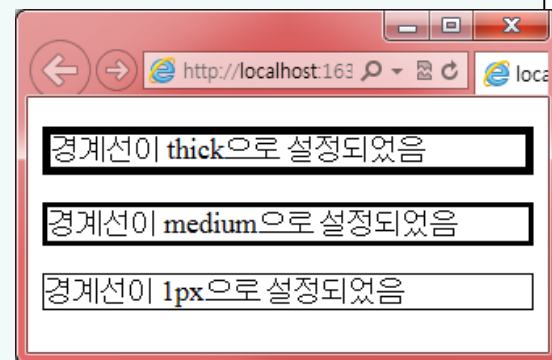 http://localhost:163
loca
경계선이 thick으로 설정되었음
경계선이 medium으로 설정되었음
경계선이 1px으로 설정되었음